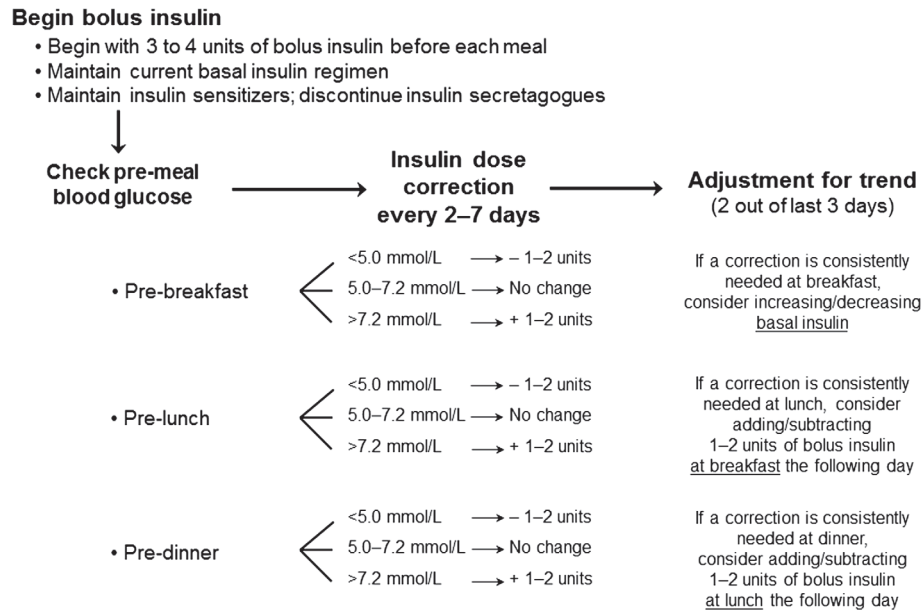 Begin bolus insulin
• Begin with 3 to 4 units of bolus insulin before each meal
• Maintain current basal insulin regimen
• Maintain insulin sensitizers; discontinue insulin secretagogues
Check pre-meal
blood glucose
Insulin dose
correction
every 2–7 days
Adjustment for trend
(2 out of last 3 days)
• Pre-breakfast
<5.0 mmol/L → – 1–2 units
5.0–7.2 mmol/L → No change
>7.2 mmol/L → + 1–2 units
If a correction is consistently
needed at breakfast,
consider increasing/decreasing
basal insulin
• Pre-lunch
<5.0 mmol/L → – 1–2 units
5.0–7.2 mmol/L → No change
>7.2 mmol/L → + 1–2 units
If a correction is consistently
needed at lunch, consider
adding/subtracting
1–2 units of bolus insulin
at breakfast the following day
• Pre-dinner
<5.0 mmol/L → – 1–2 units
5.0–7.2 mmol/L → No change
>7.2 mmol/L → + 1–2 units
If a correction is consistently
needed at dinner,
consider adding/subtracting
1–2 units of bolus insulin
at lunch the following day